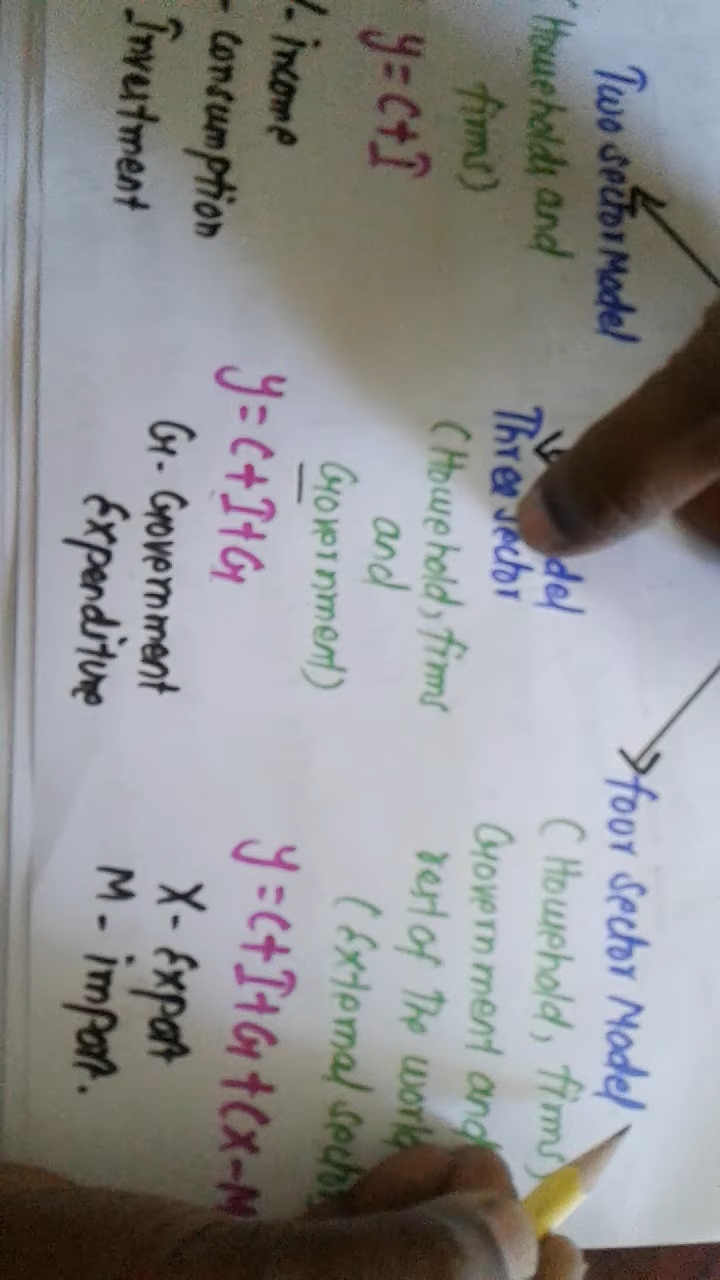 Two sector Model
(Households and
firms)
Y=C+I
Y- income
- consumption
Investment
Three sector
(Household, firms
and
Government)
Y=C+I+G
G- Government
Expenditure
four sector Model
(Household, firms,
Government and
rest of the world
(External sector
Y=C+I+G+(X-M
X- Export
M- import.